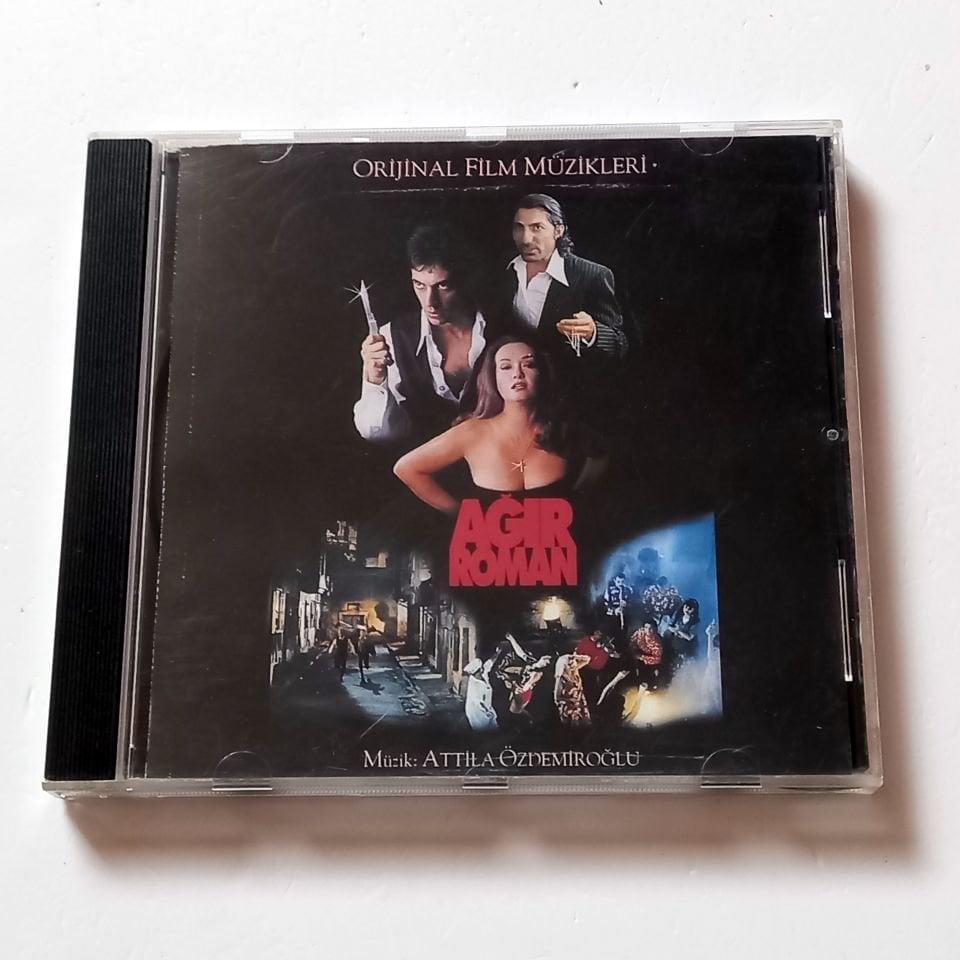 ORİJİNAL FİLM MÜZİKLERİ
AĞIR
ROMAN
Müzik: ATTİLA ÖZDEMİROĞLU